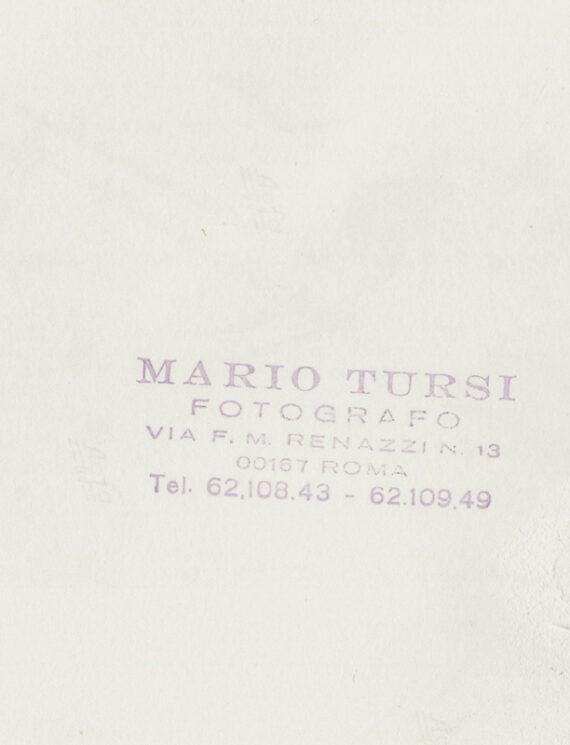 MARIO TURSI
FOTOGRAFO
VIA F. M. RENAZZI N. 13
00167 ROMA
Tel. 62,108.43 - 62.109.49